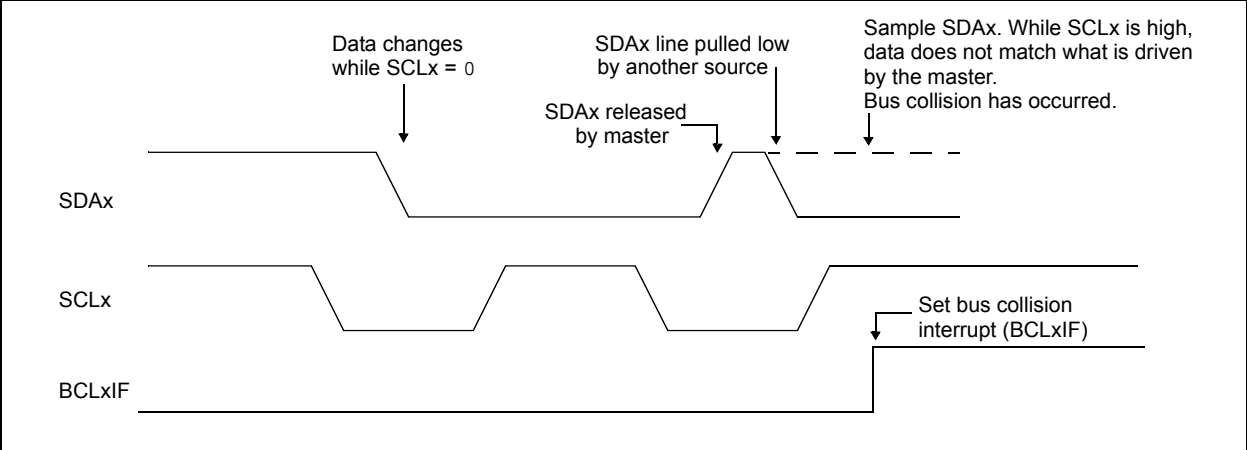 Data changes
while SCLx = 0
SDAx line pulled low
by another source
Sample SDAx. While SCLx is high,
data does not match what is driven
by the master.
Bus collision has occurred.
SDAx released
by master
SDAx
SCLx
Set bus collision
interrupt (BCLxIF)
BCLxIF